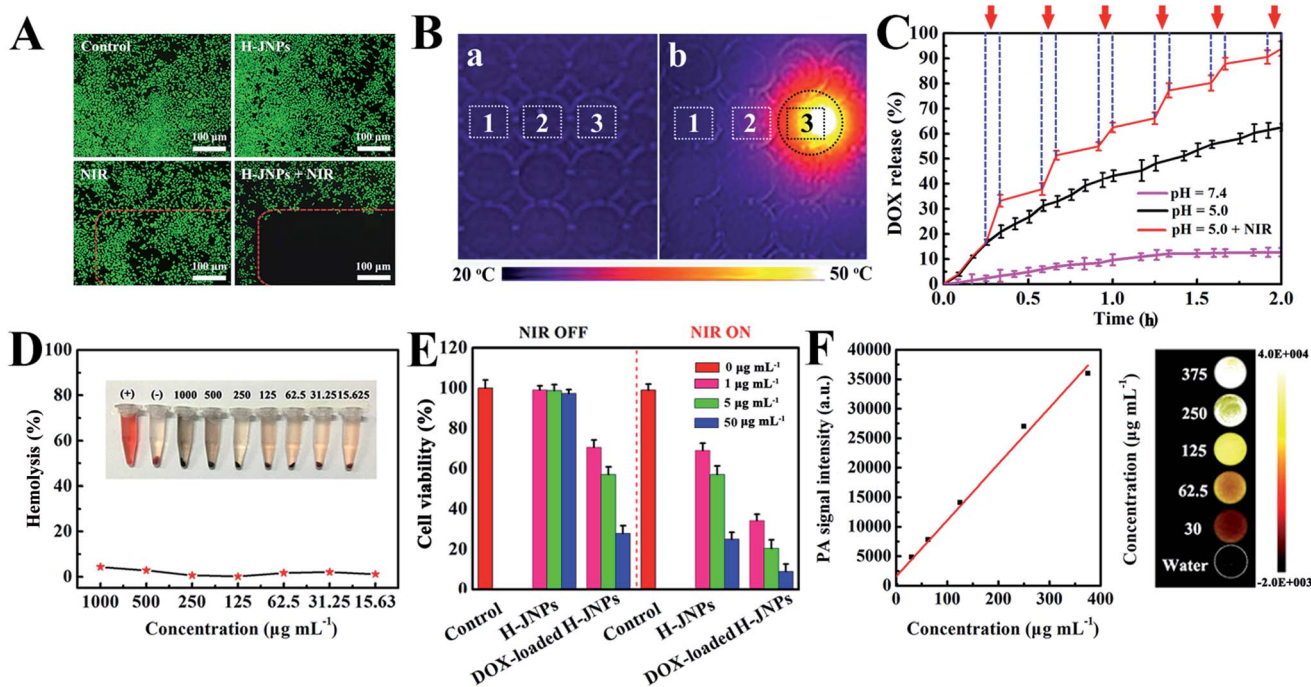 A
Control
100 µm
H-JNPs
100 µm
NIR
100 µm
H-JNPs + NIR
100 µm
B
a
1
2
3
b
1
2
3
20 °C
50 °C
C
DOX release (%)
100
90
80
70
60
50
40
30
20
10
0
pH = 7.4
pH = 5.0
pH = 5.0 + NIR
0.0 0.5 1.0 1.5 2.0
Time (h)
D
Hemolysis (%)
100
80
60
40
20
0
(+) (-) 1000 500 250 125 62.5 31.25 15.625
1000 500 250 125 62.5 31.25 15.63
Concentration (µg mL⁻¹)
E
NIR OFF
NIR ON
Cell viability (%)
120
100
80
60
40
20
0
0 µg mL⁻¹
1 µg mL⁻¹
5 µg mL⁻¹
50 µg mL⁻¹
Control
H-JNPs
DOX-loaded H-JNPs
Control
H-JNPs
DOX-loaded H-JNPs
F
PA signal intensity (a.u.)
40000
35000
30000
25000
20000
15000
10000
5000
0
0 100 200 300 400
Concentration (µg mL⁻¹)
Concentration (µg mL⁻¹)
375
250
125
62.5
30
Water
4.0E+004
-2.0E+003